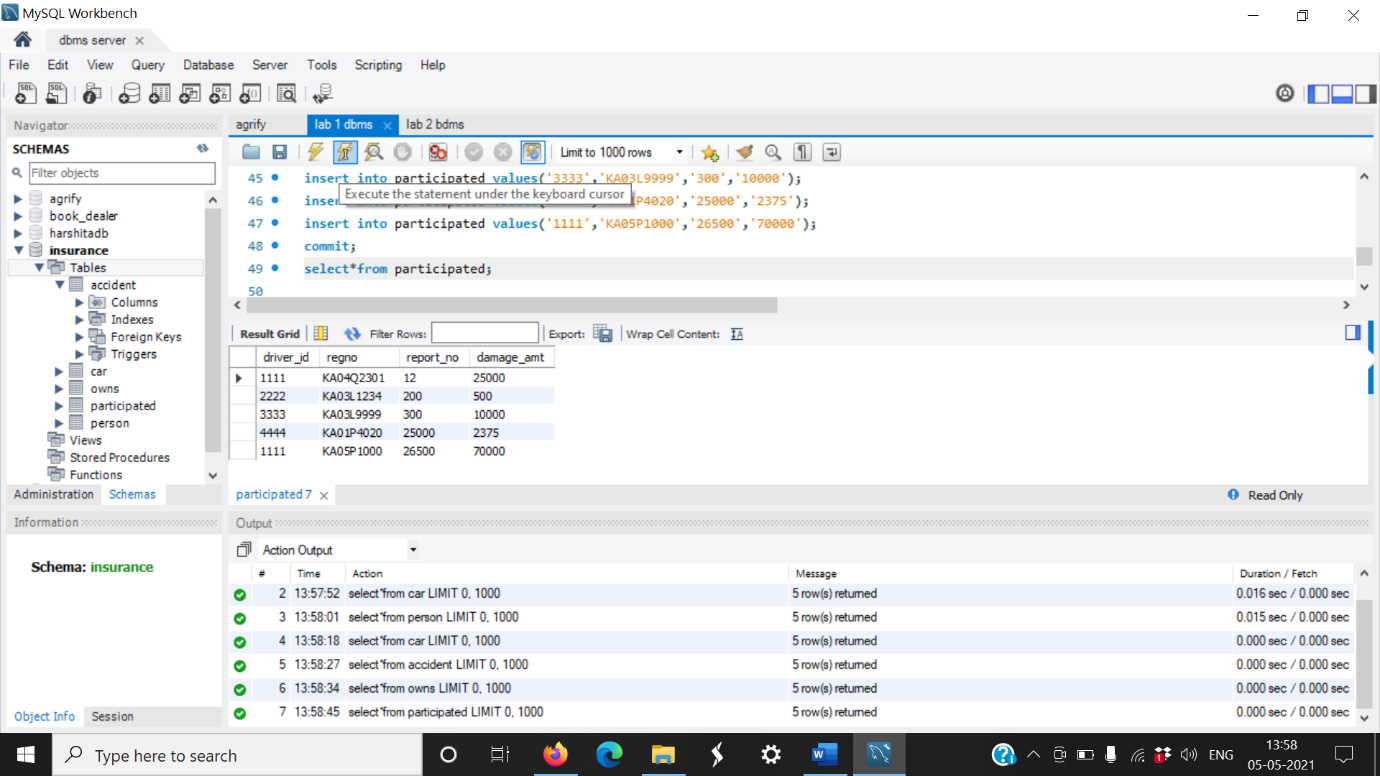 MySQL Workbench
dbms server
File Edit View Query Database Server Tools Scripting Help
Navigator
SCHEMAS
Filter objects
agrify
book_dealer
harshitadb
insurance
Tables
accident
Columns
Indexes
Foreign Keys
Triggers
car
owns
participated
person
Views
Stored Procedures
Functions
Administration Schemas
Information
Schema: insurance
Object Info Session
agrify lab 1 dbms lab 2 bdms
Limit to 1000 rows
45 insert into participated values('3333','KA03L9999','300','10000');
Execute the statement under the keyboard cursor
46 inser P4020','25000','2375');
47 insert into participated values('1111','KA05P1000','26500','70000');
48 commit;
49 select*from participated;
50
Result Grid Filter Rows: Export: Wrap Cell Content:
driver_id regno report_no damage_amt
1111 KA04Q2301 12 25000
2222 KA03L1234 200 500
3333 KA03L9999 300 10000
4444 KA01P4020 25000 2375
1111 KA05P1000 26500 70000
participated 7 Read Only
Output
Action Output
# Time Action Message Duration / Fetch
2 13:57:52 select*from car LIMIT 0, 1000 5 row(s) returned 0.016 sec / 0.000 sec
3 13:58:01 select*from person LIMIT 0, 1000 5 row(s) returned 0.015 sec / 0.000 sec
4 13:58:18 select*from car LIMIT 0, 1000 5 row(s) returned 0.000 sec / 0.000 sec
5 13:58:27 select*from accident LIMIT 0, 1000 5 row(s) returned 0.000 sec / 0.000 sec
6 13:58:34 select*from owns LIMIT 0, 1000 5 row(s) returned 0.000 sec / 0.000 sec
7 13:58:45 select*from participated LIMIT 0, 1000 5 row(s) returned 0.000 sec / 0.000 sec
Type here to search
ENG
13:58
05-05-2021